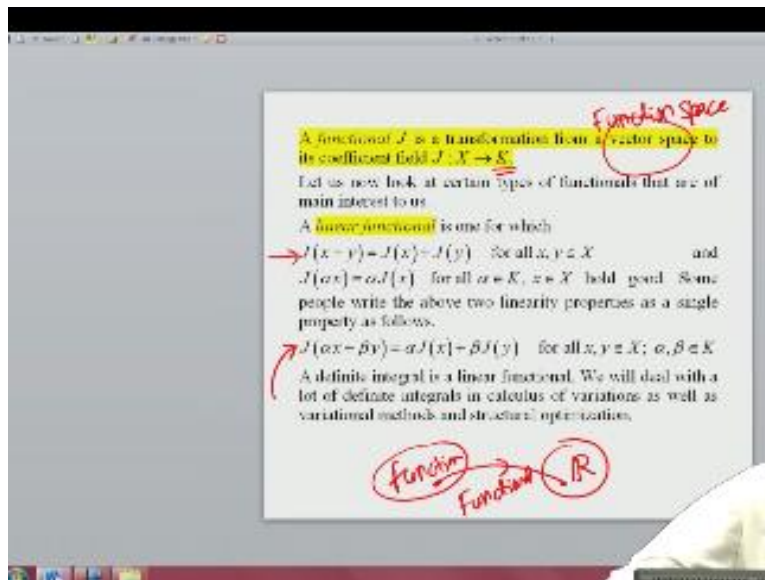 Function Space
A functional J is a transformation from a vector space to
its coefficient field J : X → K.
Let us now look at certain types of functionals that are of
main interest to us
A linear functional is one for which
J(x + y) = J(x) + J(y) for all x, y ∈ X and
J(αx) = αJ(x) for all α ∈ K, x ∈ X hold good. Some
people write the above two linearity properties as a single
property as follows.
J(αx + βy) = αJ(x) + βJ(y) for all x, y ∈ X; α, β ∈ K
A definite integral is a linear functional. We will deal with a
lot of definite integrals in calculus of variations as well as
variational methods and structural optimization.
Function ℝ
Functional